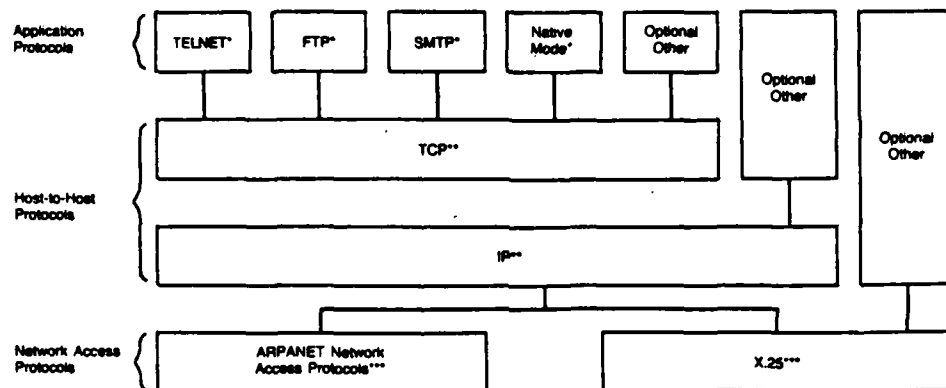 Application
Protocols
TELNET*
FTP*
SMTP*
Native
Mode*
Optional
Other
Optional
Other
Optional
Other
TCP**
Host-to-Host
Protocols
IP**
Network Access
Protocols
ARPANET Network
Access Protocols***
X.25***